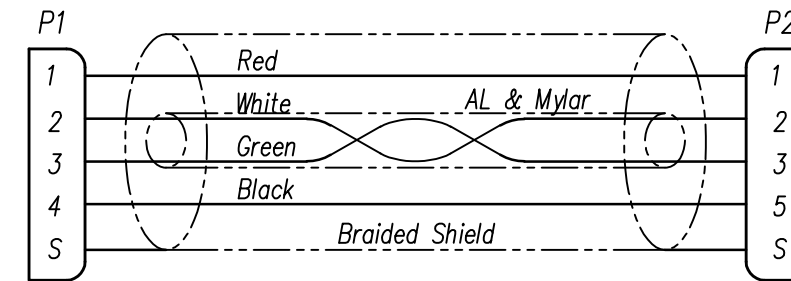 P1 P2
1 Red 1
2 White AL & Mylar 2
3 Green 3
4 Black 5
S Braided Shield S